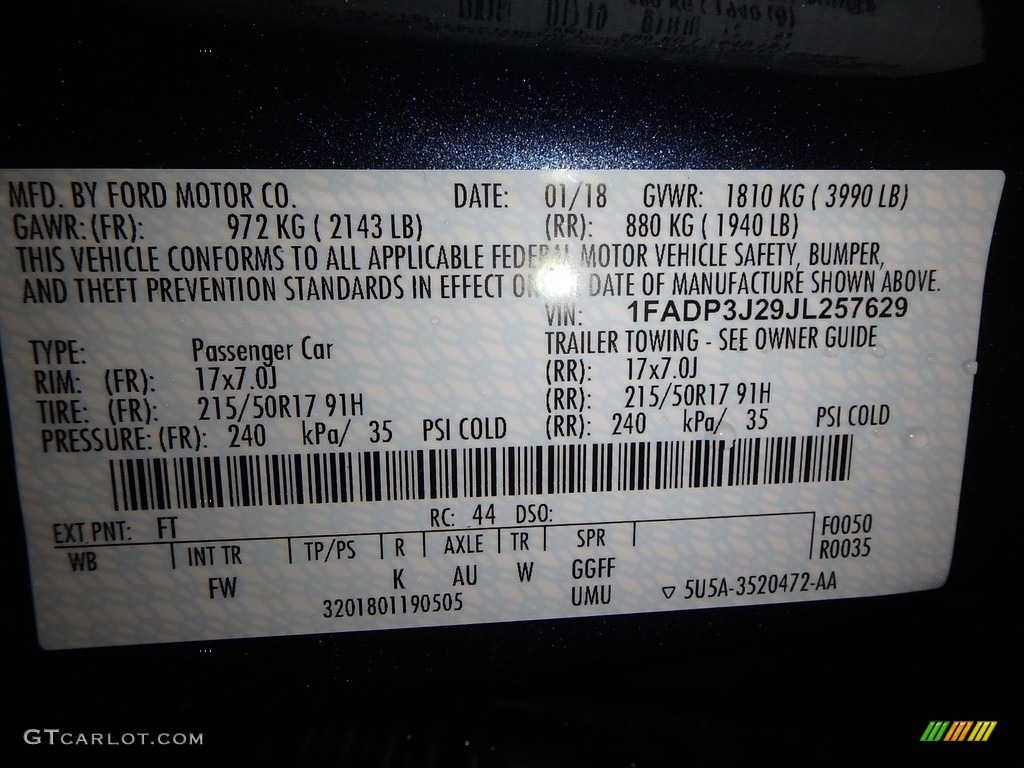 MFD. BY FORD MOTOR CO. DATE: 01/18 GVWR: 1810 KG ( 3990 LB)
GAWR: (FR): 972 KG ( 2143 LB) (RR): 880 KG ( 1940 LB)
THIS VEHICLE CONFORMS TO ALL APPLICABLE FEDERAL MOTOR VEHICLE SAFETY, BUMPER,
AND THEFT PREVENTION STANDARDS IN EFFECT ON THE DATE OF MANUFACTURE SHOWN ABOVE.
VIN: 1FADP3J29JL257629
TYPE: Passenger Car TRAILER TOWING - SEE OWNER GUIDE
RIM: (FR): 17x7.0J (RR): 17x7.0J
TIRE: (FR): 215/50R17 91H (RR): 215/50R17 91H
PRESSURE: (FR): 240 kPa/ 35 PSI COLD (RR): 240 kPa/ 35 PSI COLD
EXT PNT: FT RC: 44 DSO: F0050
WB INT TR TP/PS R AXLE TR SPR R0035
FW K AU W GGFF
3201801190505 UMU ▽ 5U5A-3520472-AA
GTCARLOT.COM